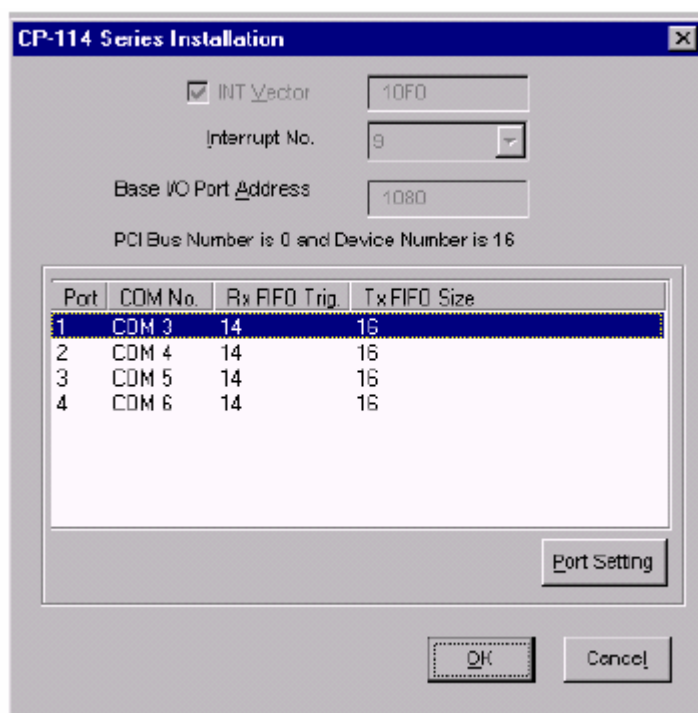 CP-114 Series Installation
INT Vector 10F0
Interrupt No. 9
Base I/O Port Address 1080
PCI Bus Number is 0 and Device Number is 16
Port COM No. Rx FIFO Trig. Tx FIFO Size
1 COM 3 14 16
2 COM 4 14 16
3 COM 5 14 16
4 COM 6 14 16
Port Setting
OK Cancel